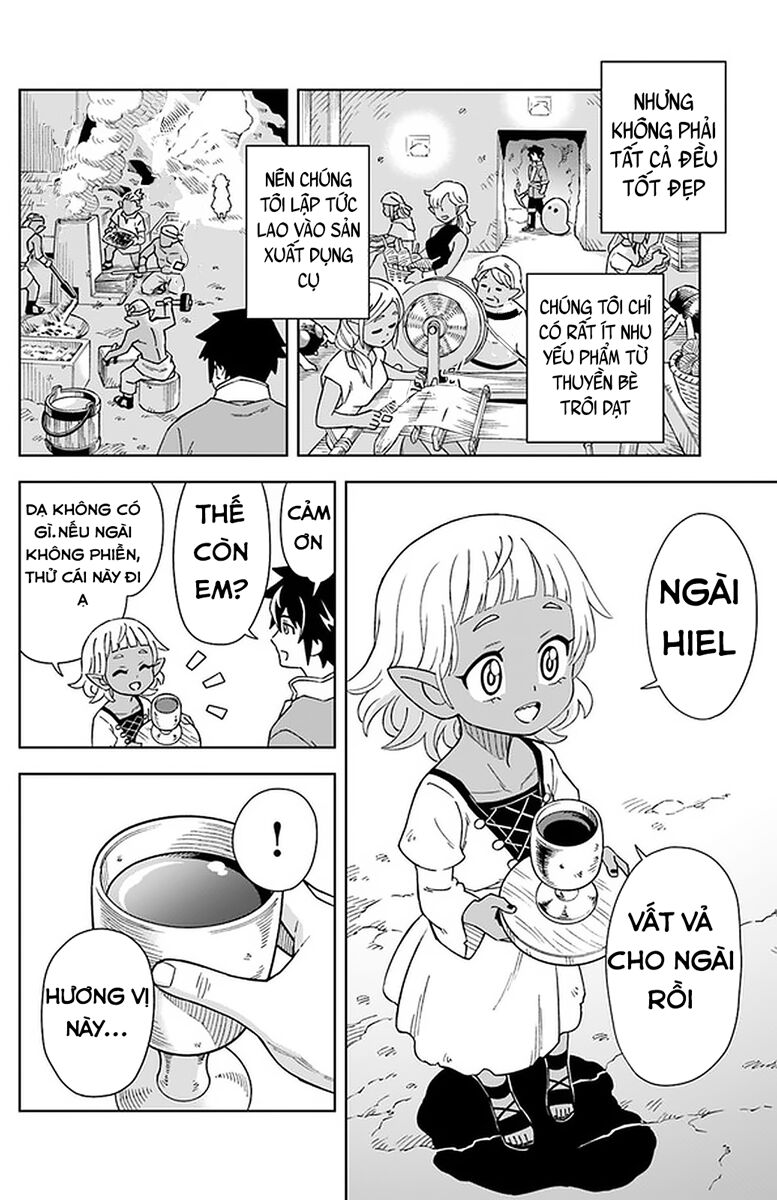 NHƯNG
KHÔNG PHẢI
TẤT CẢ ĐỀU
TỐT ĐẸP
CHÚNG TÔI CHỈ
CÓ RẤT ÍT NHU
YẾU PHẨM TỪ
THUYỀN BÈ
TRÔI DẠT
NÊN CHÚNG
TÔI LẬP TỨC
LAO VÀO SẢN
XUẤT DỤNG
CỤ
NGÀI
HIEL
VẤT VẢ
CHO NGÀI
RỒI
CẢM
ƠN
THẾ
CÒN
EM?
DẠ KHÔNG CÓ
GÌ.NẾU NGÀI
KHÔNG PHIỀN,
THỬ CÁI NÀY ĐI
Ạ
!
HƯƠNG VỊ
NÀY...